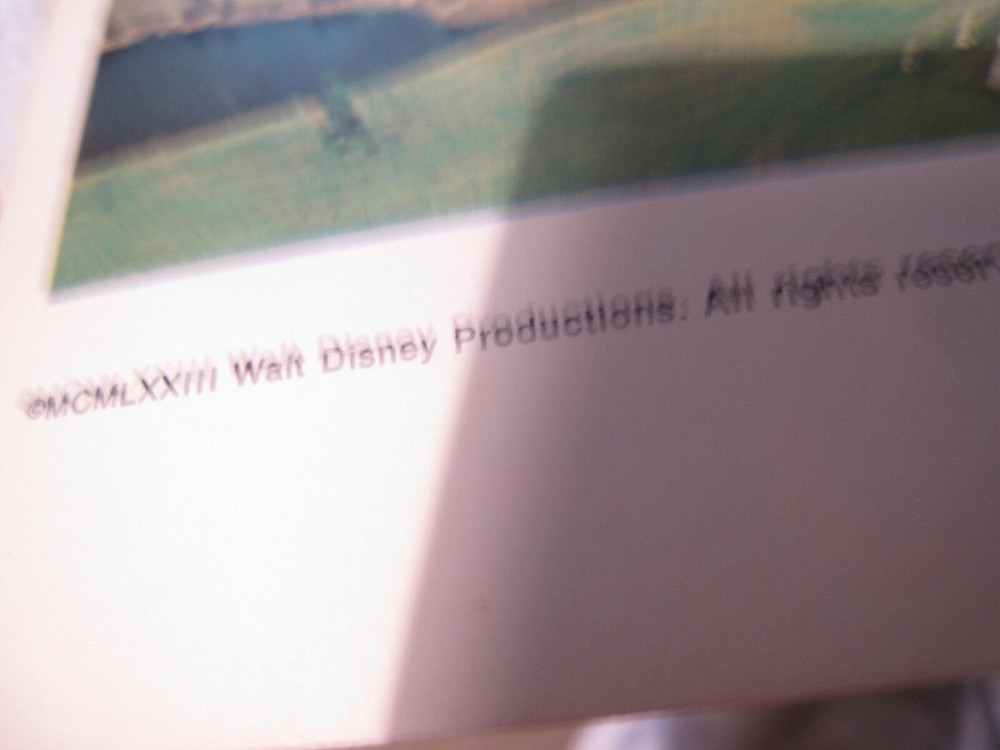 ©MCMLXXIII Walt Disney Productions. All rights reser